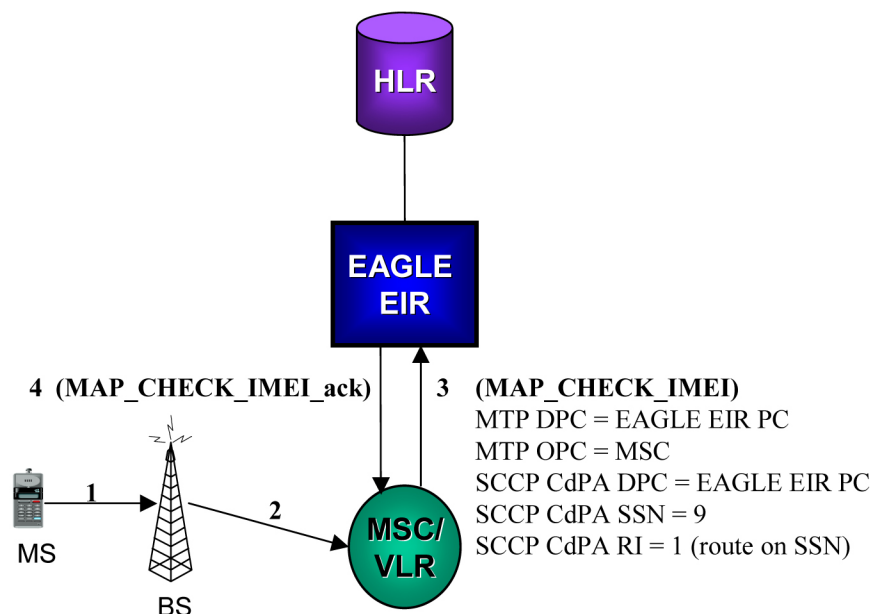 HLR
EAGLE
EIR
4 (MAP_CHECK_IMEI_ack)
3 (MAP_CHECK_IMEI)
MTP DPC = EAGLE EIR PC
MTP OPC = MSC
SCCP CdPA DPC = EAGLE EIR PC
SCCP CdPA SSN = 9
SCCP CdPA RI = 1 (route on SSN)
1
2
MSC/
VLR
MS
BS